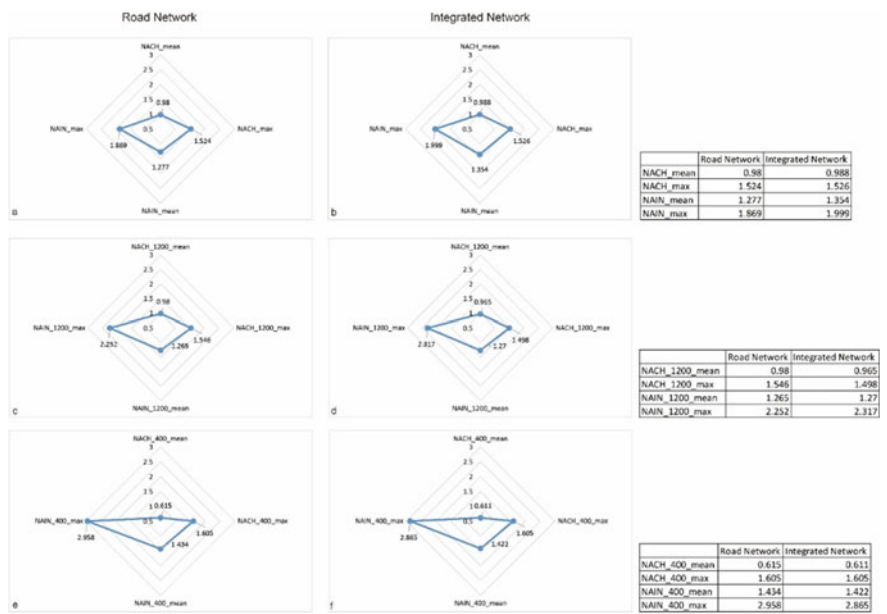 Road Network
Integrated Network
NACH_mean
3
2.5
2
1.5
1
0.5
0.98
NAIN_max
NACH_max
1.869
1.524
1.277
NAIN_mean
a
NACH_mean
3
2.5
2
1.5
1
0.5
0.988
NAIN_max
NACH_max
1.999
1.526
1.354
NAIN_mean
b
Road Network Integrated Network
NACH_mean 0.98 0.988
NACH_max 1.524 1.526
NAIN_mean 1.277 1.354
NAIN_max 1.869 1.999
NACH_1200_mean
3
2.5
2
1.5
1
0.5
0.98
NAIN_1200_max
NACH_1200_max
2.252
1.546
1.265
NAIN_1200_mean
c
NACH_1200_mean
3
2.5
2
1.5
1
0.5
0.965
NAIN_1200_max
NACH_1200_max
2.817
1.498
1.27
NAIN_1200_mean
d
Road Network Integrated Network
NACH_1200_mean 0.98 0.965
NACH_1200_max 1.546 1.498
NAIN_1200_mean 1.265 1.27
NAIN_1200_max 2.252 2.317
NACH_400_mean
3
2.5
2
1.5
1
0.5
0.615
NAIN_400_max
NACH_400_max
2.958
1.605
1.434
NAIN_400_mean
e
NACH_400_mean
3
2.5
2
1.5
1
0.5
0.611
NAIN_400_max
NACH_400_max
2.865
1.605
1.422
NAIN_400_mean
f
Road Network Integrated Network
NACH_400_mean 0.615 0.611
NACH_400_max 1.605 1.605
NAIN_400_mean 1.434 1.422
NAIN_400_max 2.958 2.865